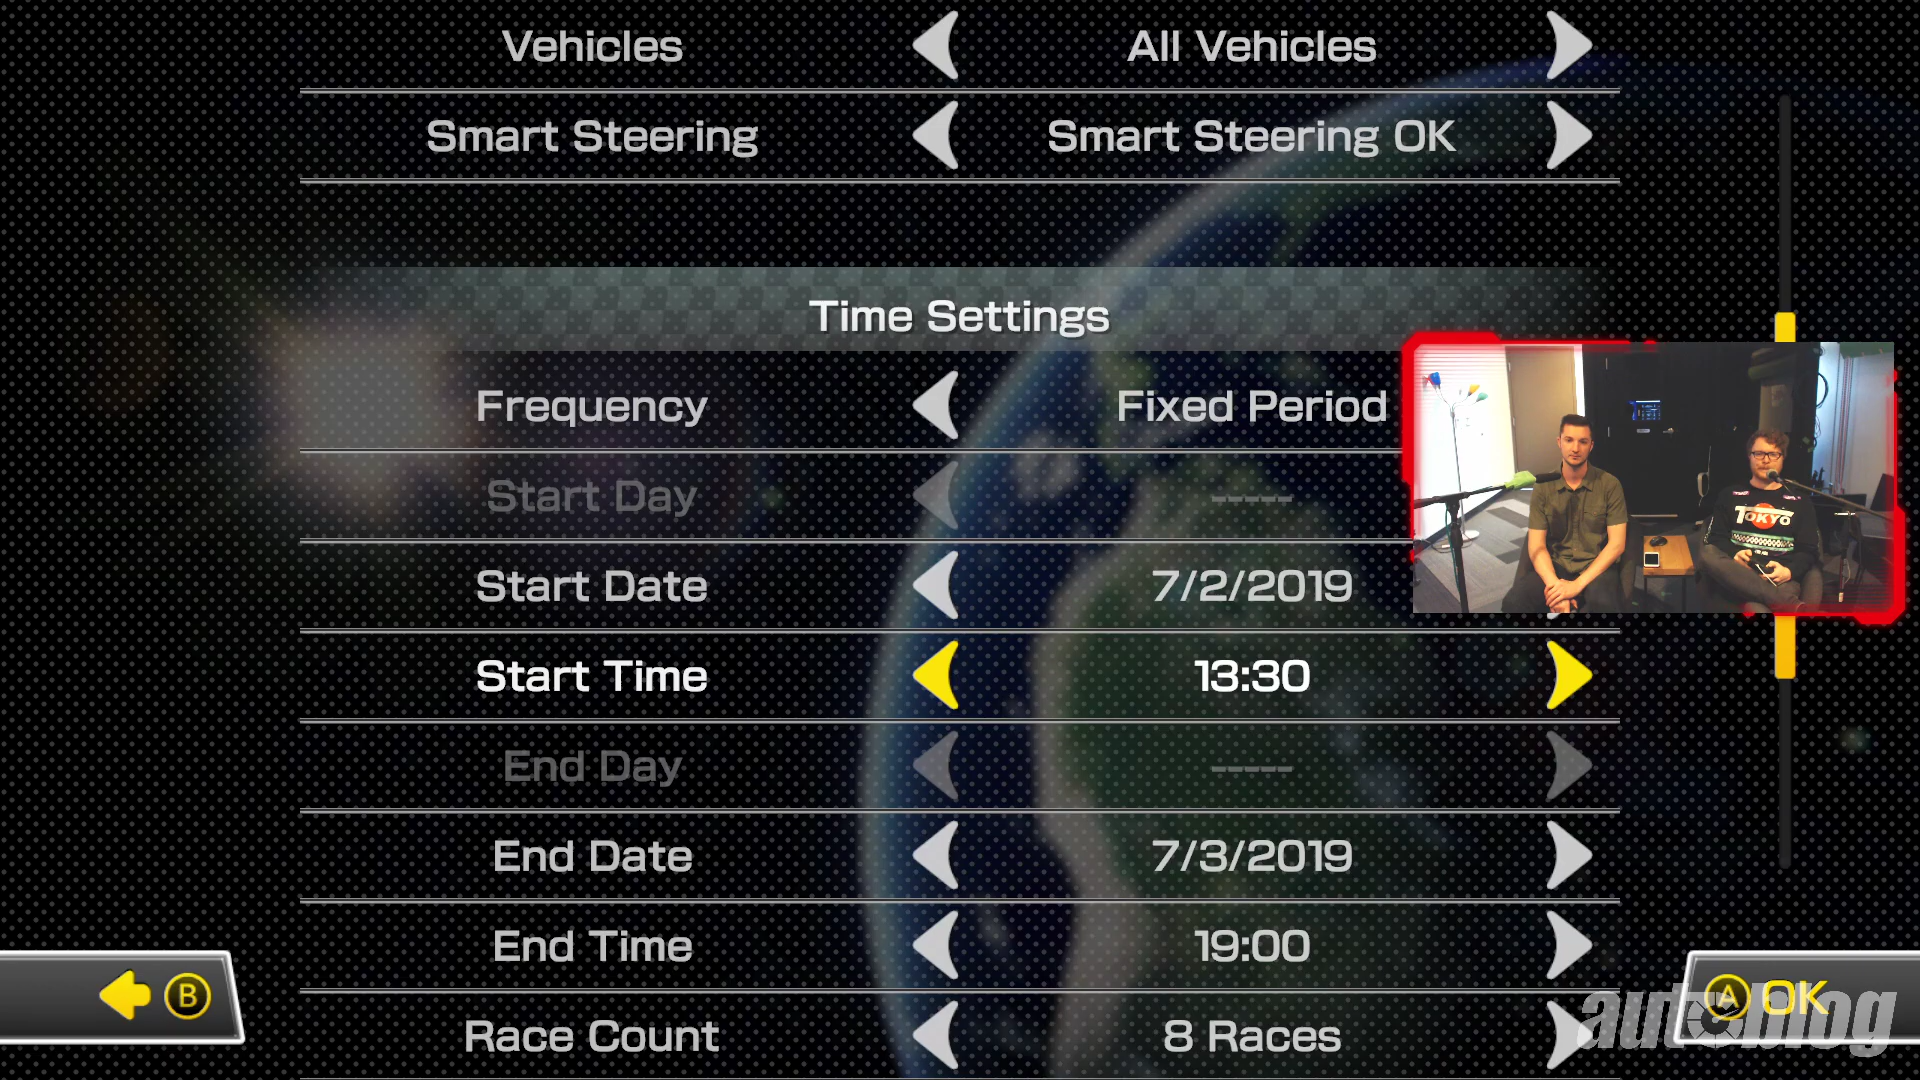 Vehicles All Vehicles
Smart Steering Smart Steering OK
Time Settings
Frequency Fixed Period
Start Day -----
Start Date 7/2/2019
Start Time 13:30
End Day -----
End Date 7/3/2019
End Time 19:00
Race Count 8 Races
B
A OK
autoblog
TOKYO